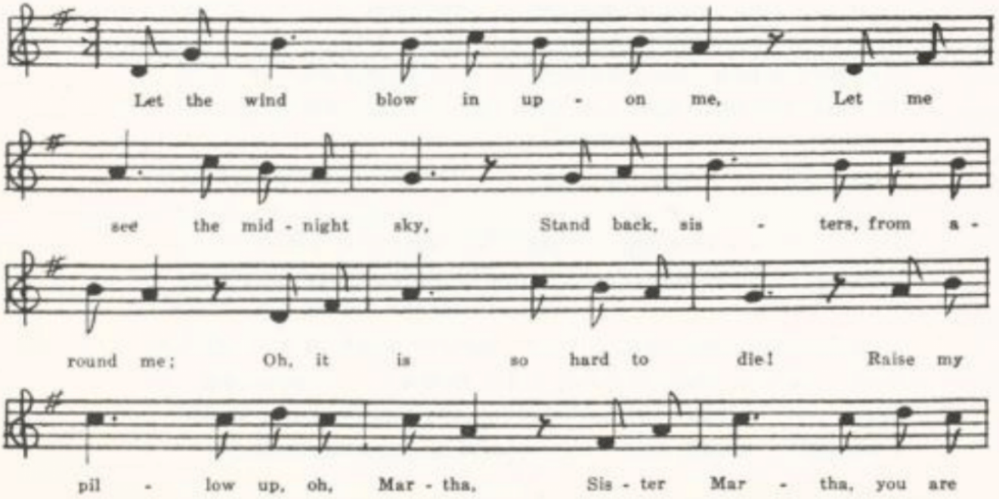 Let the wind blow in up - on me, Let me
see the mid - night sky, Stand back, sis - ters, from a -
round me; Oh, it is so hard to die! Raise my
pil - low up, oh, Mar - tha, Sis - ter Mar - tha, you are